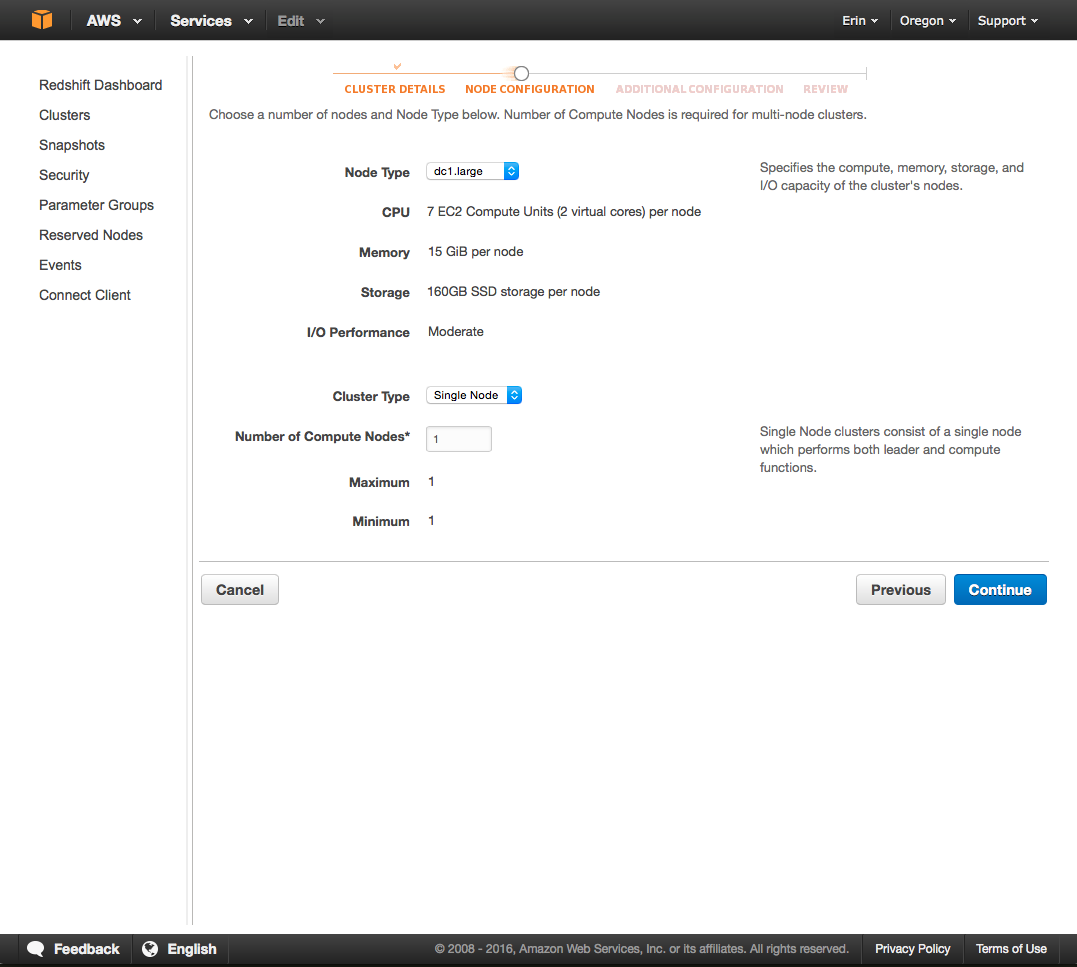 AWS Services Edit Erin Oregon Support
Redshift Dashboard
Clusters
Snapshots
Security
Parameter Groups
Reserved Nodes
Events
Connect Client
CLUSTER DETAILS NODE CONFIGURATION ADDITIONAL CONFIGURATION REVIEW
Choose a number of nodes and Node Type below. Number of Compute Nodes is required for multi-node clusters.
Node Type dc1.large
Specifies the compute, memory, storage, and
I/O capacity of the cluster's nodes.
CPU 7 EC2 Compute Units (2 virtual cores) per node
Memory 15 GiB per node
Storage 160GB SSD storage per node
I/O Performance Moderate
Cluster Type Single Node
Number of Compute Nodes* 1
Single Node clusters consist of a single node
which performs both leader and compute
functions.
Maximum 1
Minimum 1
Cancel Previous Continue
Feedback English © 2008 - 2016, Amazon Web Services, Inc. or its affiliates. All rights reserved. Privacy Policy Terms of Use